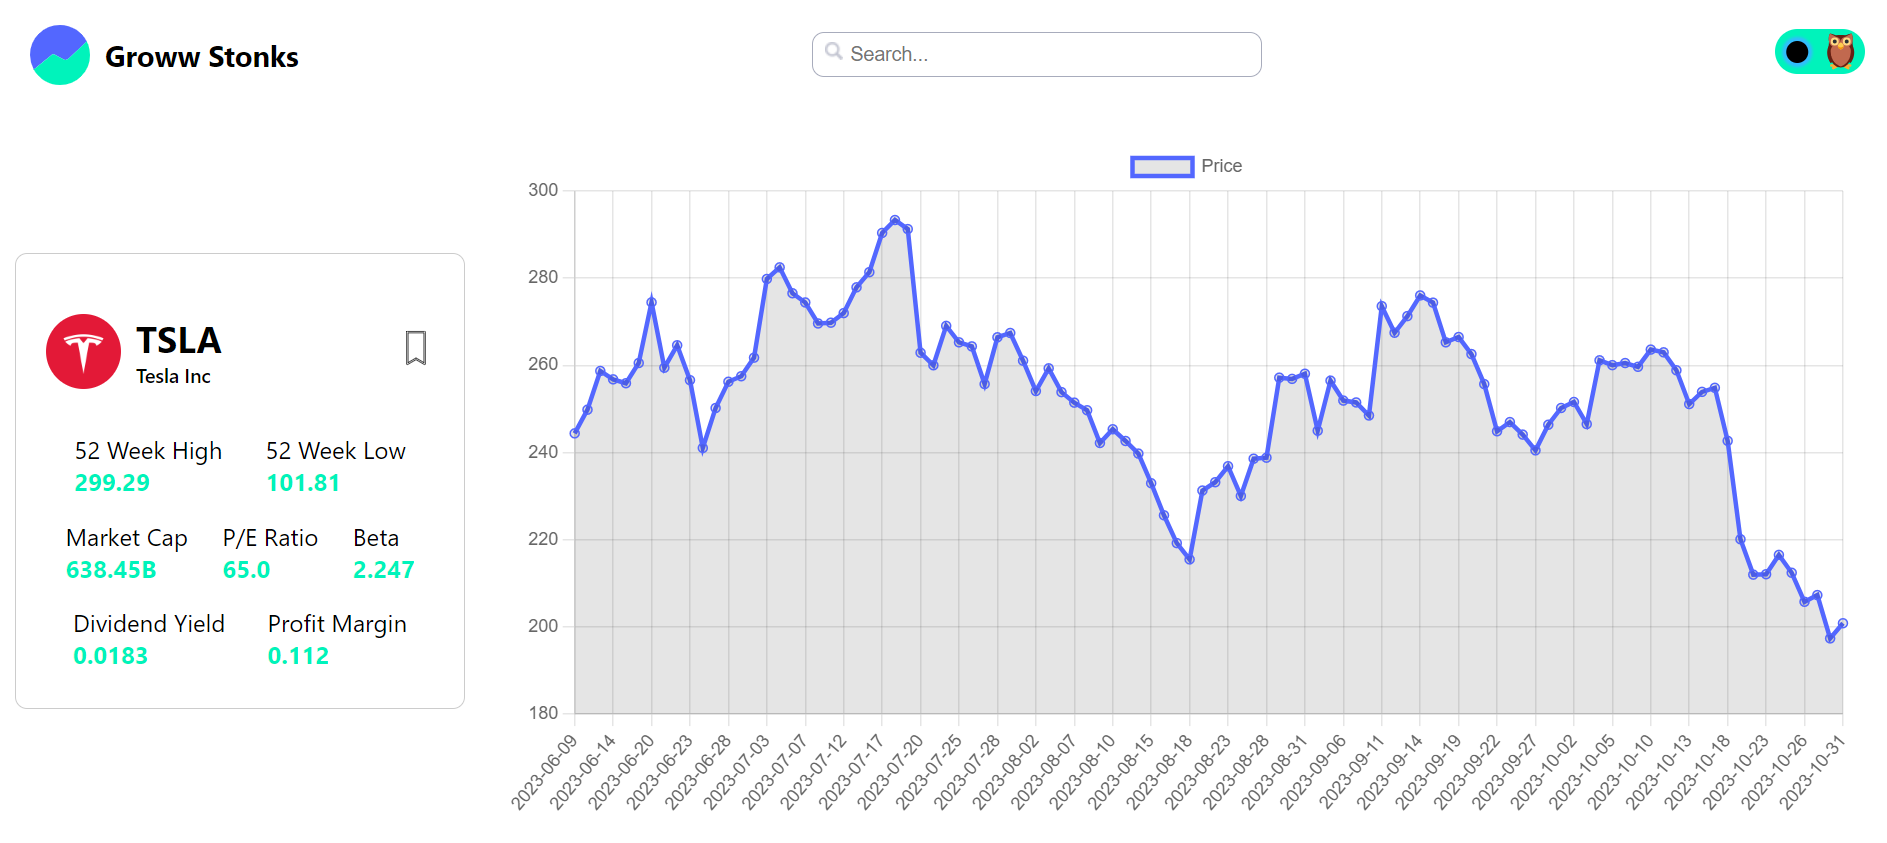 Groww Stonks
Search...
TSLA
Tesla Inc
52 Week High 52 Week Low
299.29 101.81
Market Cap P/E Ratio Beta
638.45B 65.0 2.247
Dividend Yield Profit Margin
0.0183 0.112
Price
300
280
260
240
220
200
180
2023-06-09 2023-06-14 2023-06-20 2023-06-23 2023-06-28 2023-07-03 2023-07-07 2023-07-12 2023-07-17 2023-07-20 2023-07-25 2023-07-28 2023-08-02 2023-08-07 2023-08-10 2023-08-15 2023-08-18 2023-08-23 2023-08-28 2023-08-31 2023-09-06 2023-09-11 2023-09-14 2023-09-19 2023-09-22 2023-09-27 2023-10-02 2023-10-05 2023-10-10 2023-10-13 2023-10-18 2023-10-23 2023-10-26 2023-10-31